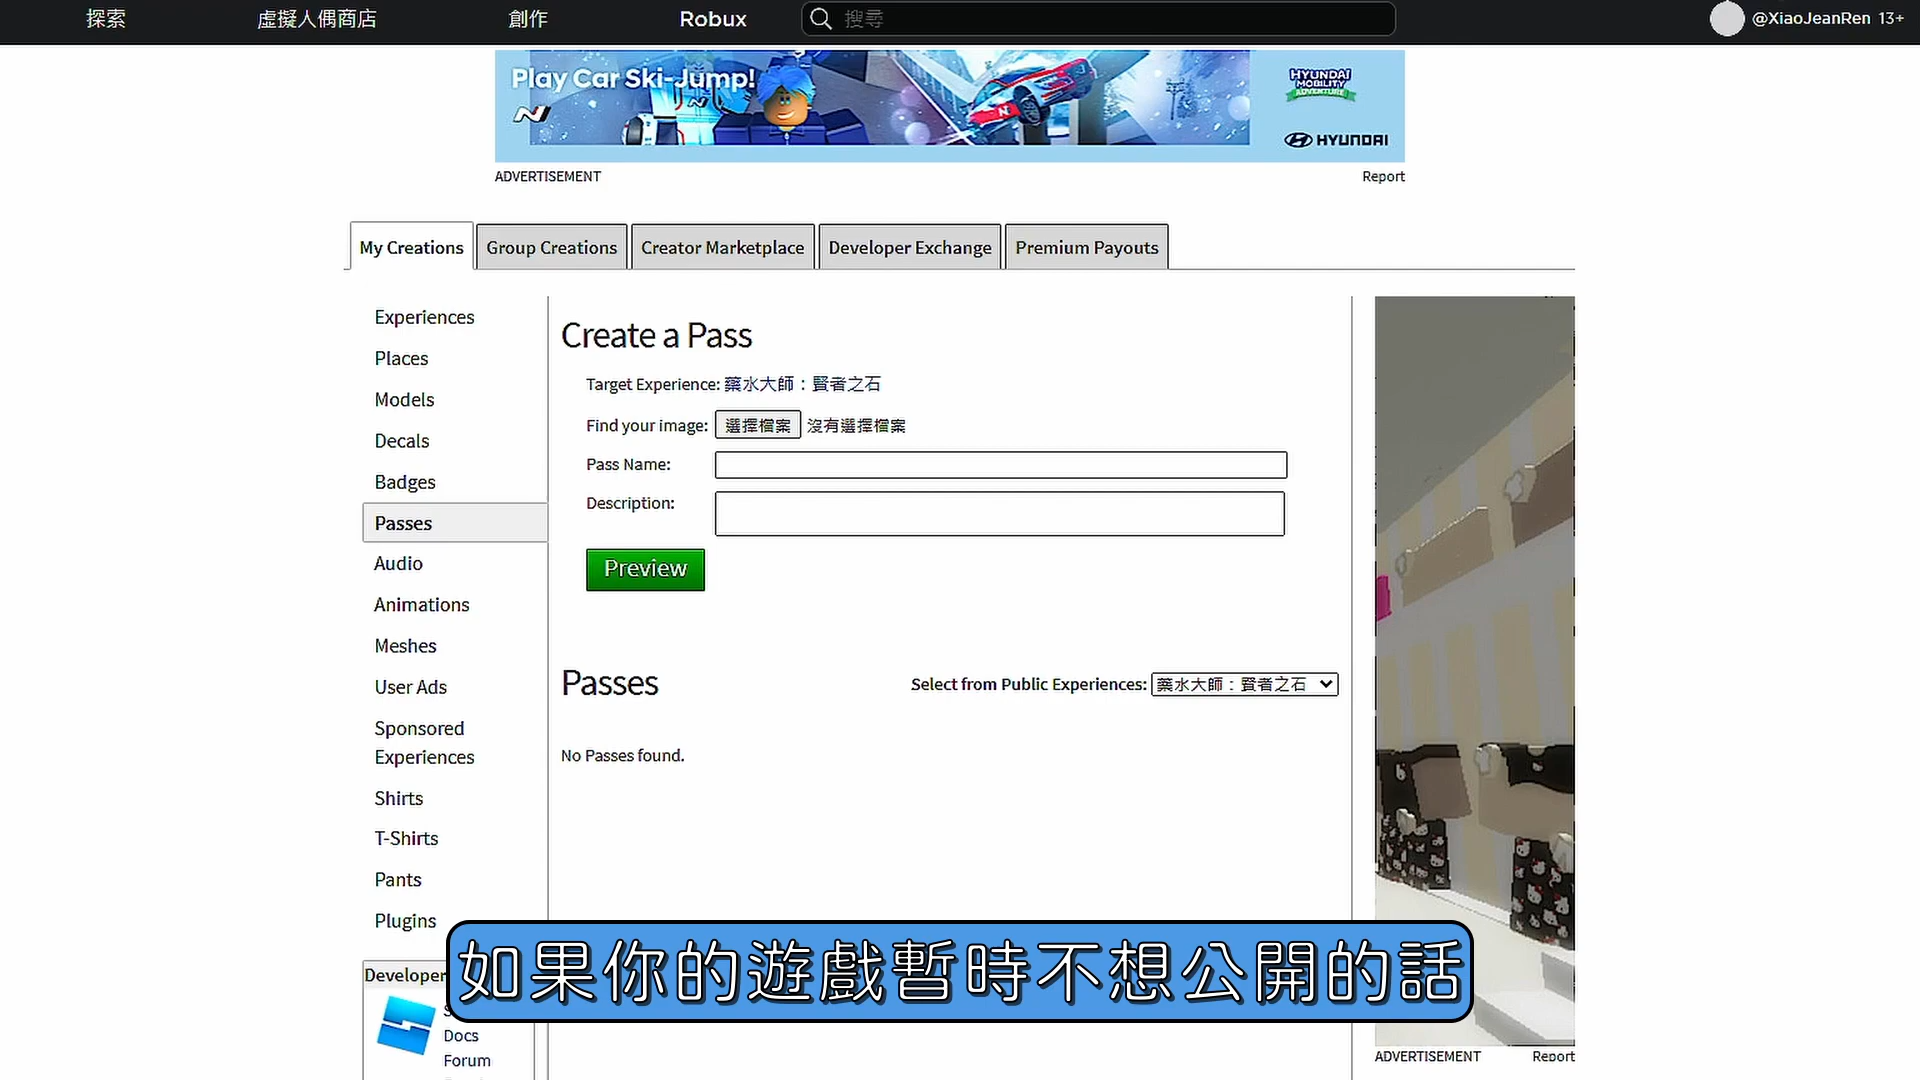 探索
虛擬人偶商店
創作
Robux
搜尋
@XiaoJeanRen 13+
Play Car Ski-Jump!
HYUNDAI
MOBILITY
ADVENTURE
HYUNDAI
ADVERTISEMENT
Report
My Creations
Group Creations
Creator Marketplace
Developer Exchange
Premium Payouts
Experiences
Places
Models
Decals
Badges
Passes
Audio
Animations
Meshes
User Ads
Sponsored
Experiences
Shirts
T-Shirts
Pants
Plugins
Create a Pass
Target Experience: 藥水大師：賢者之石
Find your image: 選擇檔案 沒有選擇檔案
Pass Name:
Description:
Preview
Passes
Select from Public Experiences: 藥水大師：賢者之石
No Passes found.
如果你的遊戲暫時不想公開的話
Developer
Docs
Forum
ADVERTISEMENT
Report